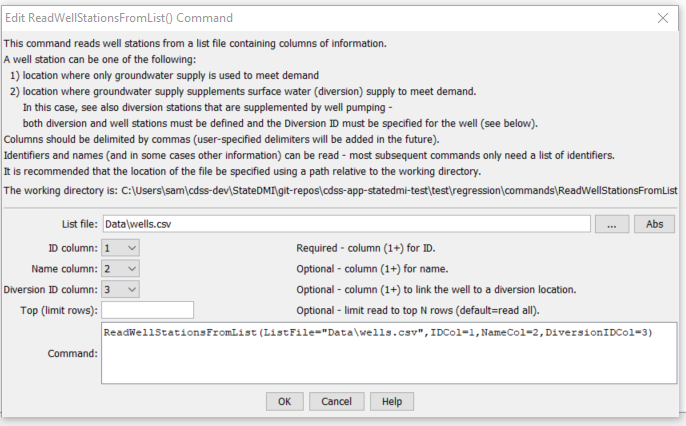 Edit ReadWellStationsFromList() Command
This command reads well stations from a list file containing columns of information.
A well station can be one of the following:
1) location where only groundwater supply is used to meet demand
2) location where groundwater supply supplements surface water (diversion) supply to meet demand.
In this case, see also diversion stations that are supplemented by well pumping -
both diversion and well stations must be defined and the Diversion ID must be specified for the well (see below).
Columns should be delimited by commas (user-specified delimiters will be added in the future).
Identifiers and names (and in some cases other information) can be read - most subsequent commands only need a list of identifiers.
It is recommended that the location of the file be specified using a path relative to the working directory.
The working directory is: C:\Users\sam\cdss-dev\StateDMI\git-repos\cdss-app-statedmi-test\test\regression\commands\ReadWellStationsFromList
List file: Data\wells.csv ... Abs
ID column: 1 Required - column (1+) for ID.
Name column: 2 Optional - column (1+) for name.
Diversion ID column: 3 Optional - column (1+) to link the well to a diversion location.
Top (limit rows): Optional - limit read to top N rows (default=read all).
Command: ReadWellStationsFromList(ListFile="Data\wells.csv",IDCol=1,NameCol=2,DiversionIDCol=3)
OK Cancel Help